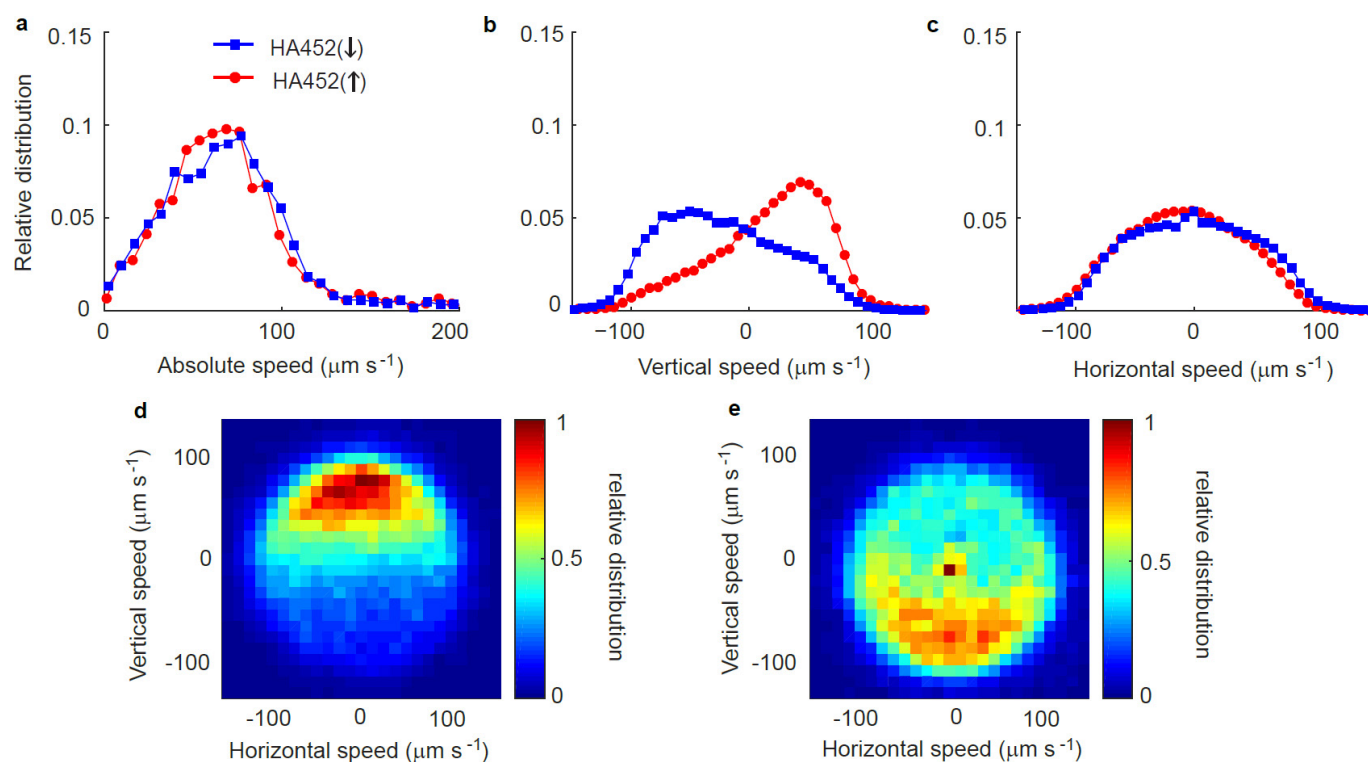 a
0.15
0.1
0.05
0
Relative distribution
HA452(↓)
HA452(↑)
0
100
200
Absolute speed (μm s⁻¹)
b
0.15
0.1
0.05
0
−100
0
100
Vertical speed (μm s⁻¹)
c
0.15
0.1
0.05
0
−100
0
100
Horizontal speed (μm s⁻¹)
d
100
0
-100
Vertical speed (μm s⁻¹)
-100
0
100
Horizontal speed (μm s⁻¹)
1
0.5
0
relative distribution
e
100
0
-100
Vertical speed (μm s⁻¹)
-100
0
100
Horizontal speed (μm s⁻¹)
1
0.5
0
relative distribution